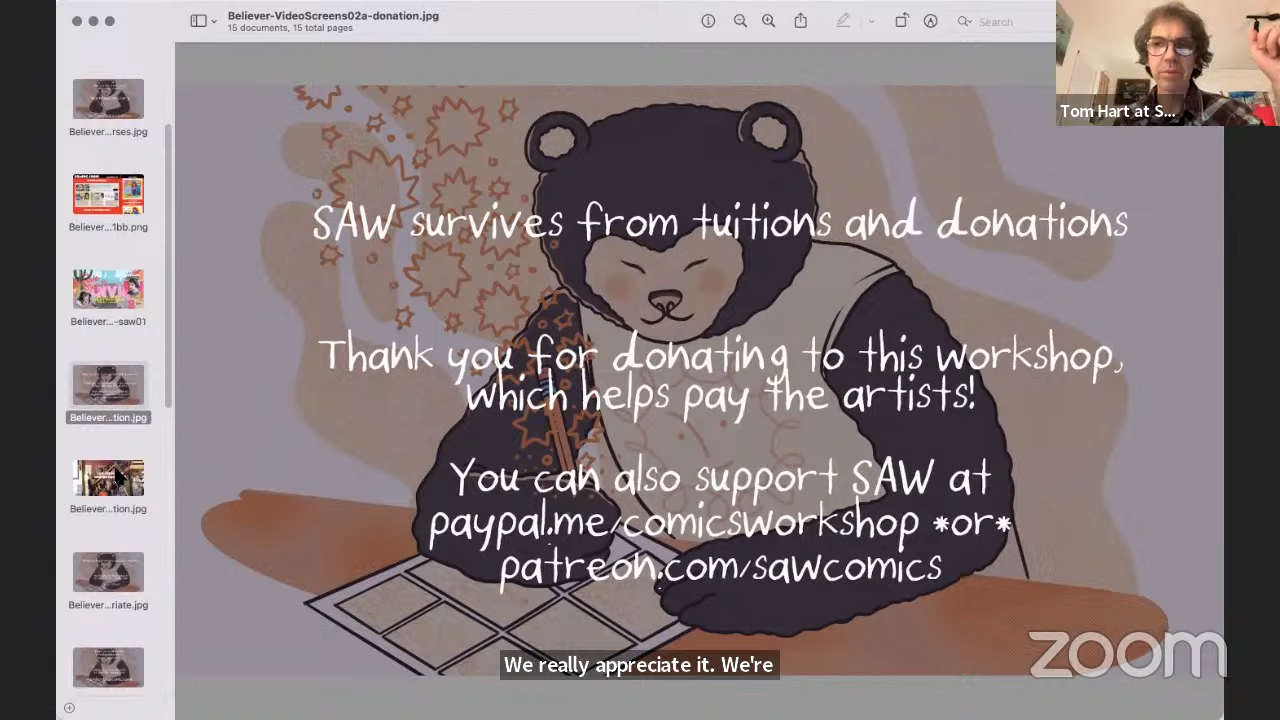 Believer-VideoScreens02a-donation.jpg
15 documents, 15 total pages
Search
Tom Hart at S...
Believer...rses.jpg
Believer...1bb.png
Believer...-saw01
Believer...tion.jpg
Believer...tion.jpg
Believer...riate.jpg
SAW survives from tuitions and donations
Thank you for donating to this workshop,
which helps pay the artists!
You can also support SAW at
paypal.me/comicsworkshop *or*
patreon.com/sawcomics
We really appreciate it. We're
zoom